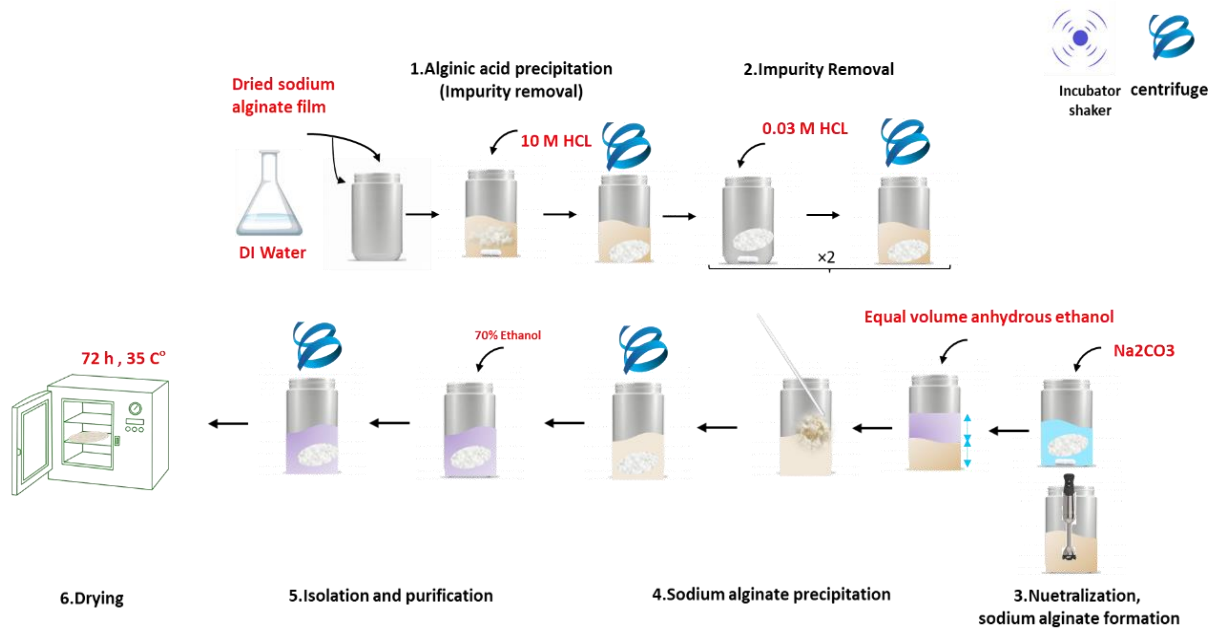 1.Alginic acid precipitation
(Impurity removal)
2.Impurity Removal
Incubator
shaker
centrifuge
Dried sodium
alginate film
10 M HCL
0.03 M HCL
DI Water
×2
72 h , 35 C°
70% Ethanol
Equal volume anhydrous ethanol
Na2CO3
6.Drying
5.Isolation and purification
4.Sodium alginate precipitation
3.Nuetralization,
sodium alginate formation